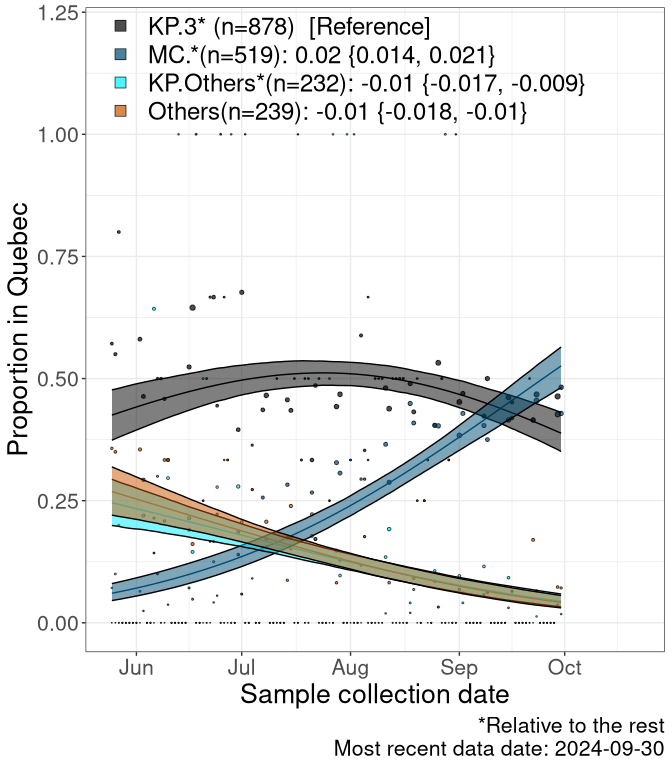 KP.3* (n=878)  [Reference]
MC.*(n=519): 0.02 {0.014, 0.021}
KP.Others*(n=232): -0.01 {-0.017, -0.009}
Others(n=239): -0.01 {-0.018, -0.01}
Proportion in Quebec
1.25
1.00
0.75
0.50
0.25
0.00
Jun Jul Aug Sep Oct
Sample collection date
*Relative to the rest
Most recent data date: 2024-09-30